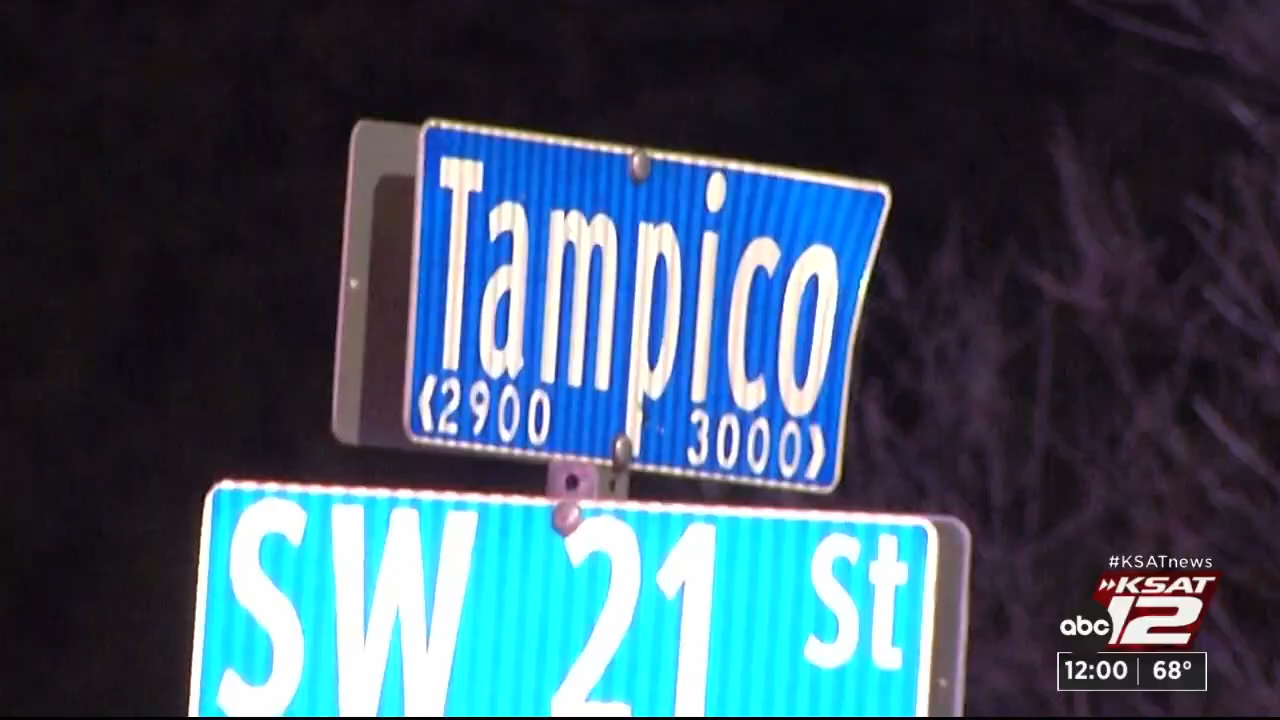 Tampico
<2900 3000>
SW 21 St
#KSATnews
»KSAT
abc 12
12:00 68°